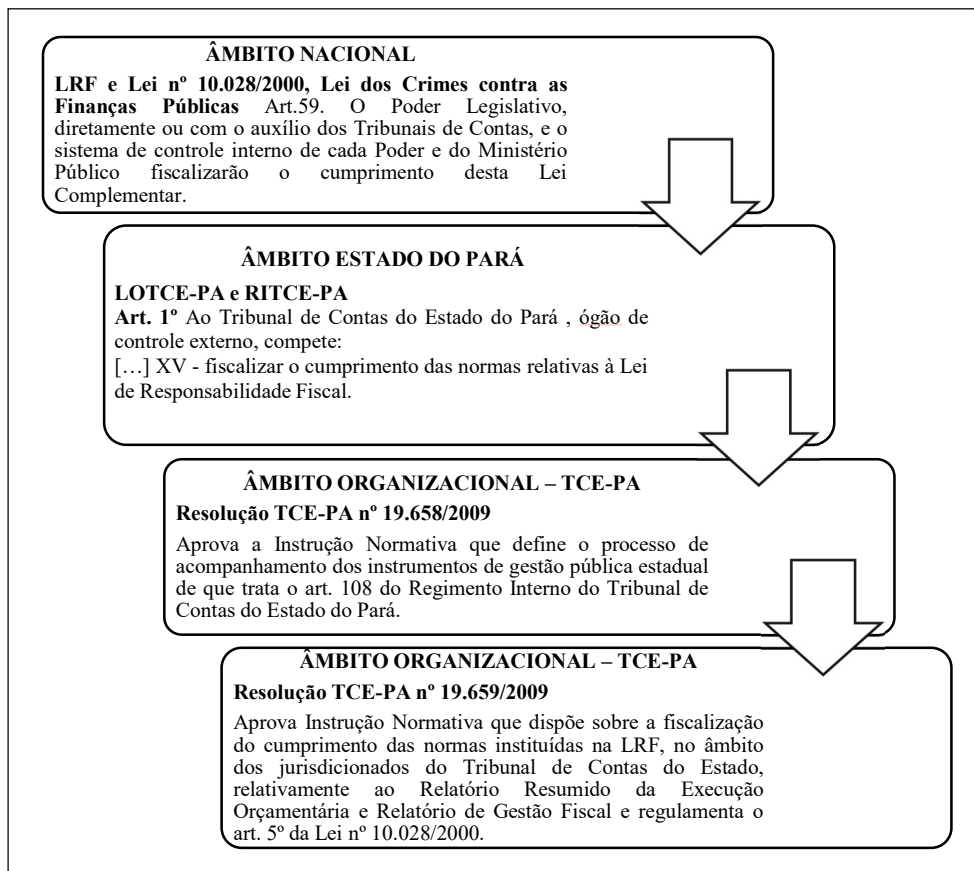 ÂMBITO NACIONAL
LRF e Lei nº 10.028/2000, Lei dos Crimes contra as
Finanças Públicas Art.59. O Poder Legislativo,
diretamente ou com o auxílio dos Tribunais de Contas, e o
sistema de controle interno de cada Poder e do Ministério
Público fiscalizarão o cumprimento desta Lei
Complementar.
ÂMBITO ESTADO DO PARÁ
LOTCE-PA e RITCE-PA
Art. 1º Ao Tribunal de Contas do Estado do Pará , ógão de
controle externo, compete:
[…] XV - fiscalizar o cumprimento das normas relativas à Lei
de Responsabilidade Fiscal.
ÂMBITO ORGANIZACIONAL – TCE-PA
Resolução TCE-PA nº 19.658/2009
Aprova a Instrução Normativa que define o processo de
acompanhamento dos instrumentos de gestão pública estadual
de que trata o art. 108 do Regimento Interno do Tribunal de
Contas do Estado do Pará.
ÂMBITO ORGANIZACIONAL – TCE-PA
Resolução TCE-PA nº 19.659/2009
Aprova Instrução Normativa que dispõe sobre a fiscalização
do cumprimento das normas instituídas na LRF, no âmbito
dos jurisdicionados do Tribunal de Contas do Estado,
relativamente ao Relatório Resumido da Execução
Orçamentária e Relatório de Gestão Fiscal e regulamenta o
art. 5º da Lei nº 10.028/2000.